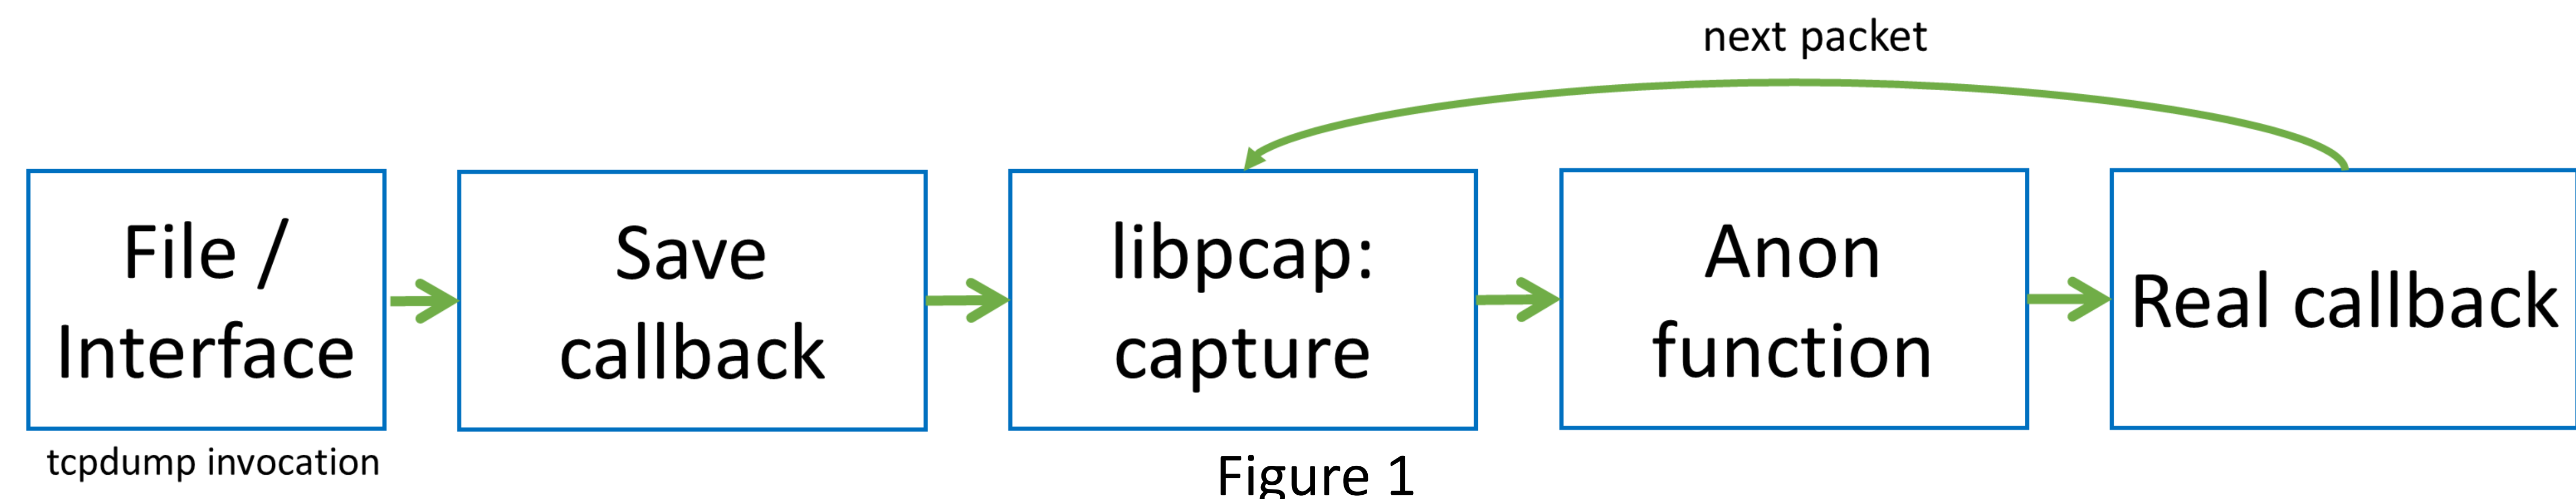 next packet
File /
Interface
Save
callback
libpcap:
capture
Anon
function
Real callback
tcpdump invocation
Figure 1